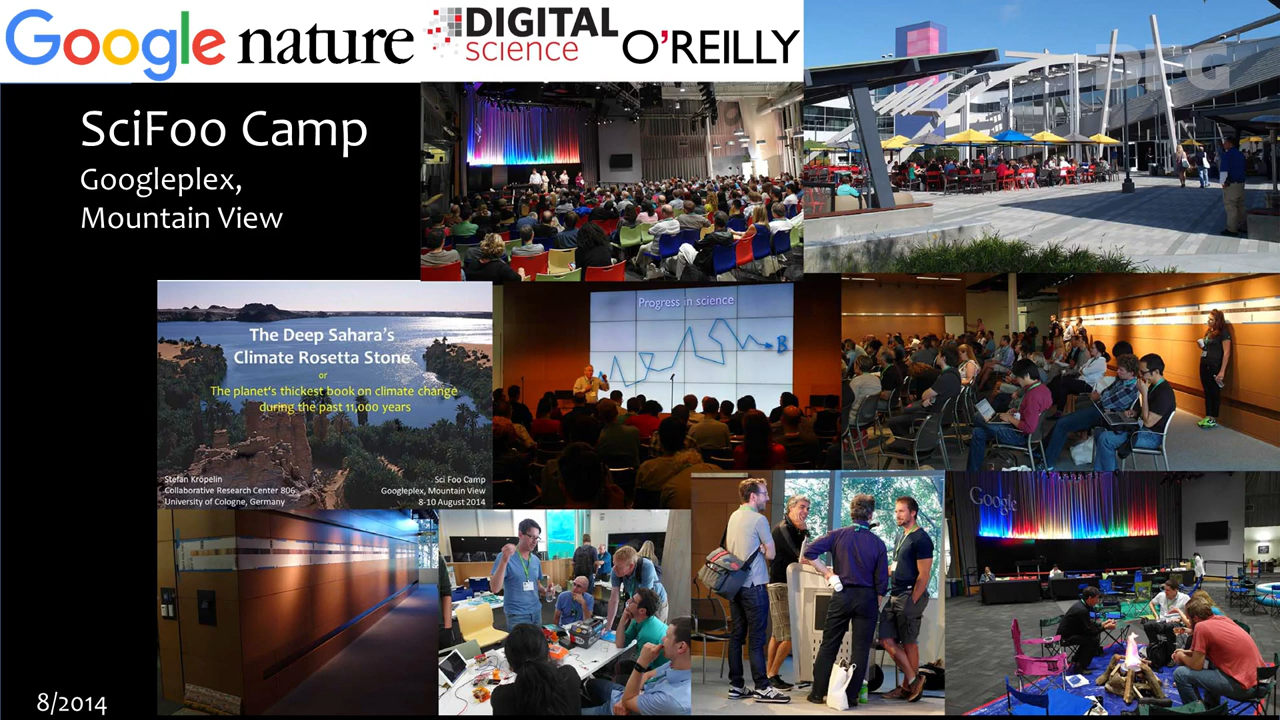 Google nature DIGITAL science O'REILLY
DFG
SciFoo Camp
Googleplex,
Mountain View
Progress in science
B
The Deep Sahara's
Climate Rosetta Stone
or
The planet's thickest book on climate change
during the past 11,000 years
Stefan Kröpelin
Collaborative Research Center 806
University of Cologne, Germany
Sci Foo Camp
Googleplex, Mountain View
8-10 August 2014
Google
8/2014